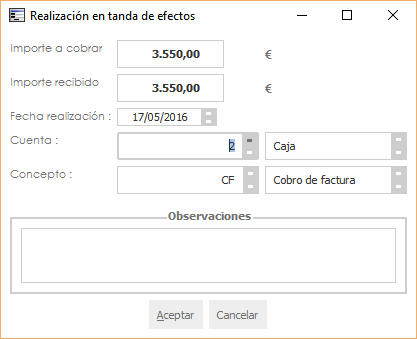 Realización en tanda de efectos
Importe a cobrar 3.550,00 €
Importe recibido 3.550,00 €
Fecha realización : 17/05/2016
Cuenta : 2 Caja
Concepto : CF Cobro de factura
Observaciones
Aceptar Cancelar